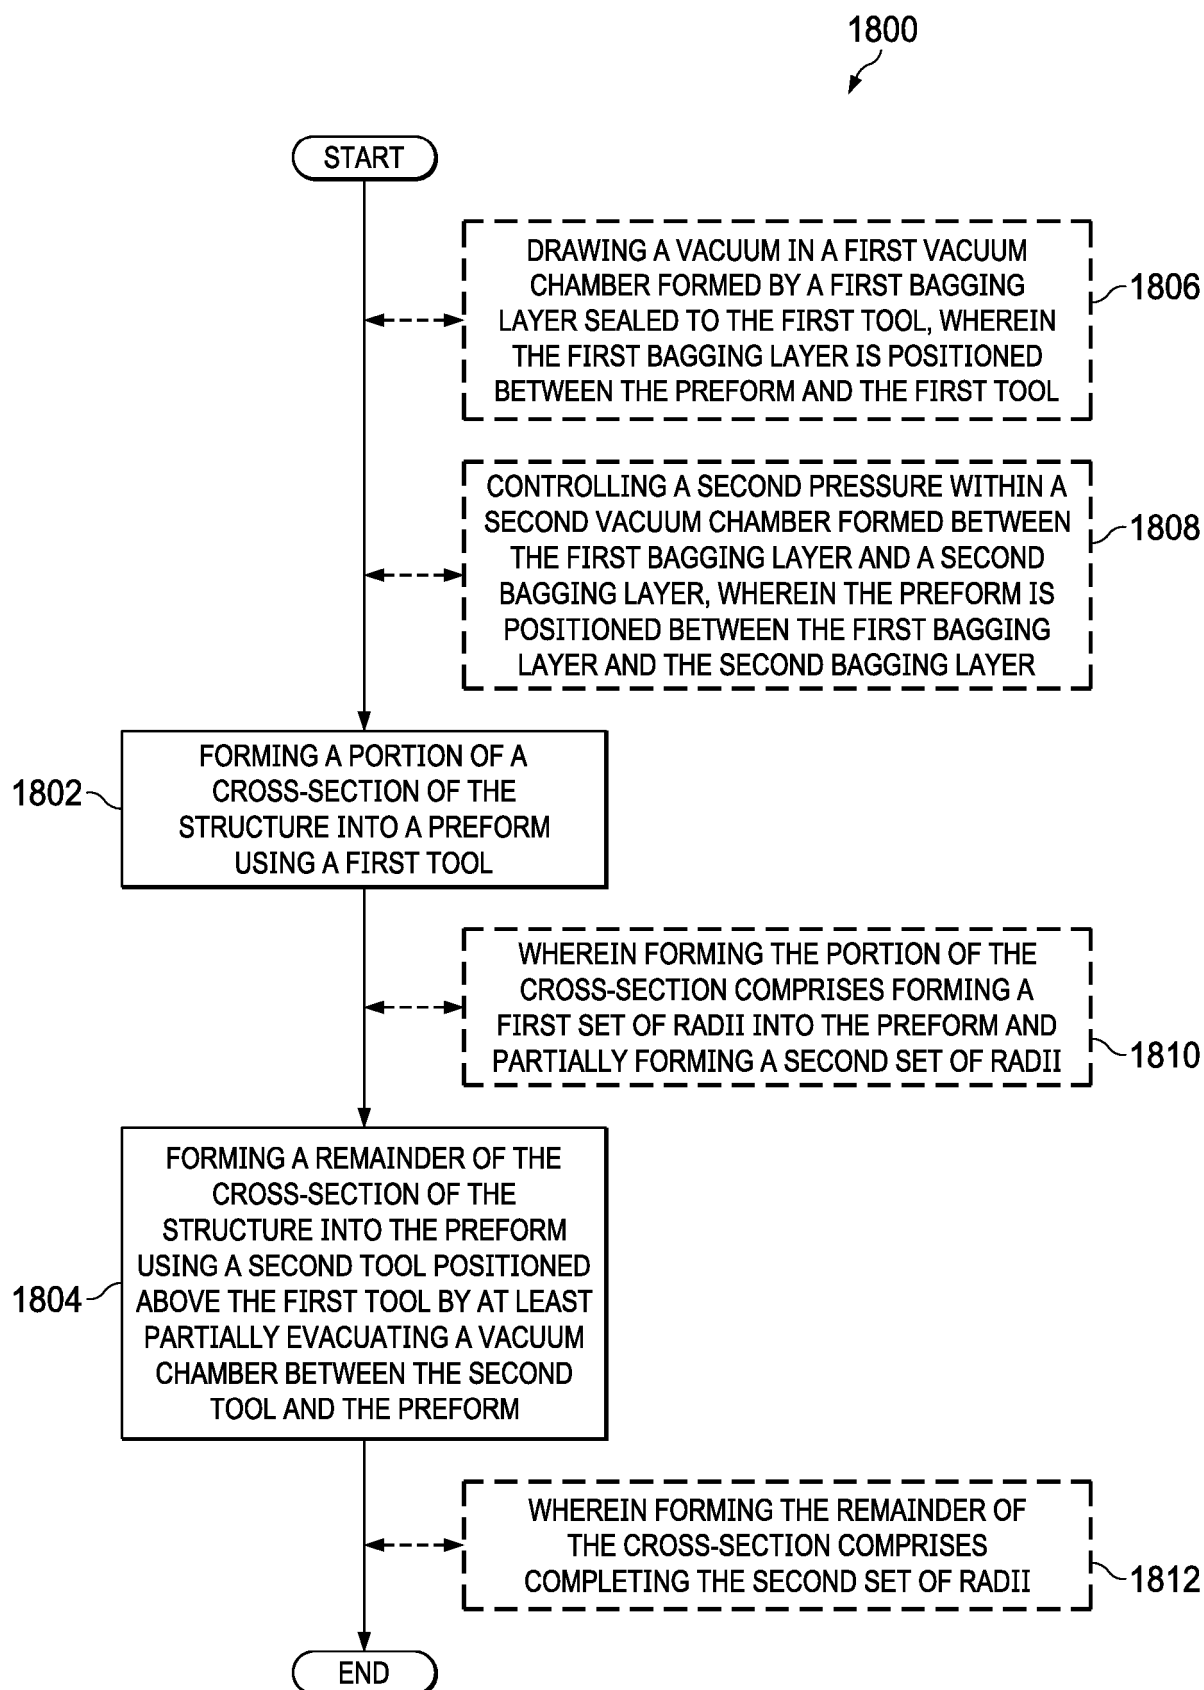 1800
START
DRAWING A VACUUM IN A FIRST VACUUM
CHAMBER FORMED BY A FIRST BAGGING
LAYER SEALED TO THE FIRST TOOL, WHEREIN
THE FIRST BAGGING LAYER IS POSITIONED
BETWEEN THE PREFORM AND THE FIRST TOOL
1806
CONTROLLING A SECOND PRESSURE WITHIN A
SECOND VACUUM CHAMBER FORMED BETWEEN
THE FIRST BAGGING LAYER AND A SECOND
BAGGING LAYER, WHEREIN THE PREFORM IS
POSITIONED BETWEEN THE FIRST BAGGING
LAYER AND THE SECOND BAGGING LAYER
1808
1802
FORMING A PORTION OF A
CROSS-SECTION OF THE
STRUCTURE INTO A PREFORM
USING A FIRST TOOL
WHEREIN FORMING THE PORTION OF THE
CROSS-SECTION COMPRISES FORMING A
FIRST SET OF RADII INTO THE PREFORM AND
PARTIALLY FORMING A SECOND SET OF RADII
1810
1804
FORMING A REMAINDER OF THE
CROSS-SECTION OF THE
STRUCTURE INTO THE PREFORM
USING A SECOND TOOL POSITIONED
ABOVE THE FIRST TOOL BY AT LEAST
PARTIALLY EVACUATING A VACUUM
CHAMBER BETWEEN THE SECOND
TOOL AND THE PREFORM
WHEREIN FORMING THE REMAINDER OF
THE CROSS-SECTION COMPRISES
COMPLETING THE SECOND SET OF RADII
1812
END